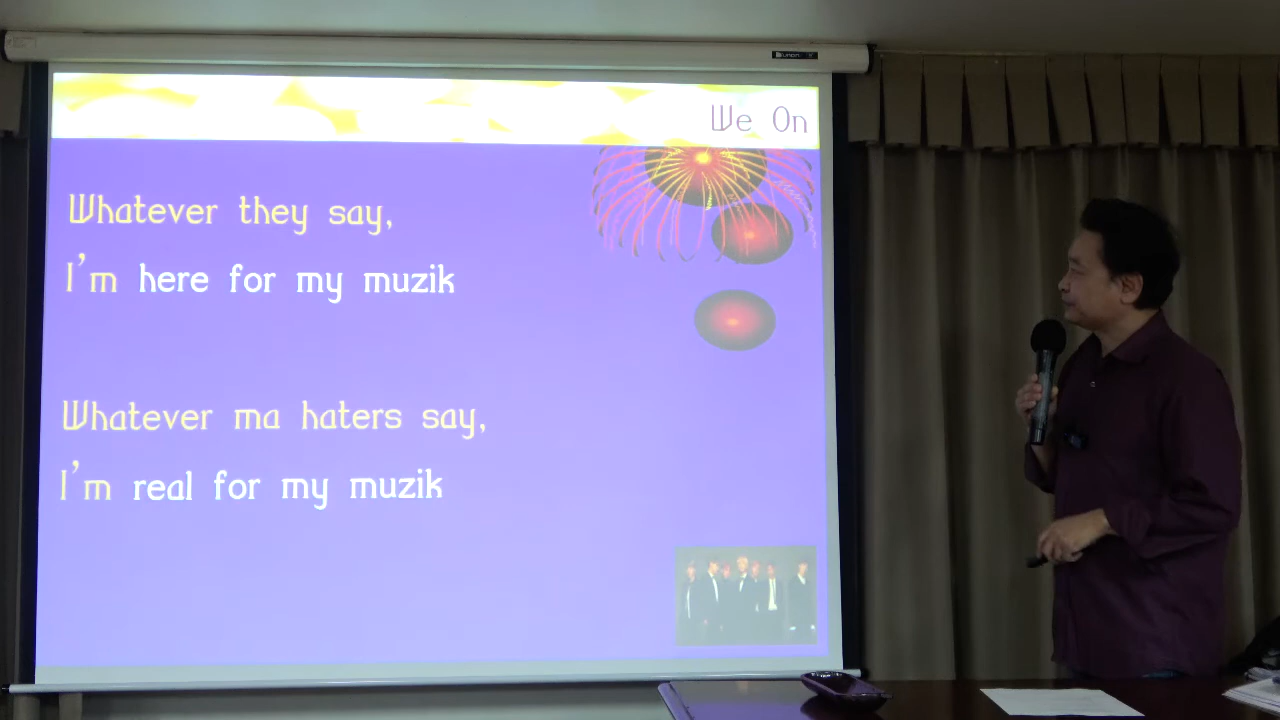 We On
Whatever they say,
I'm here for my muzik
Whatever ma haters say,
I'm real for my muzik